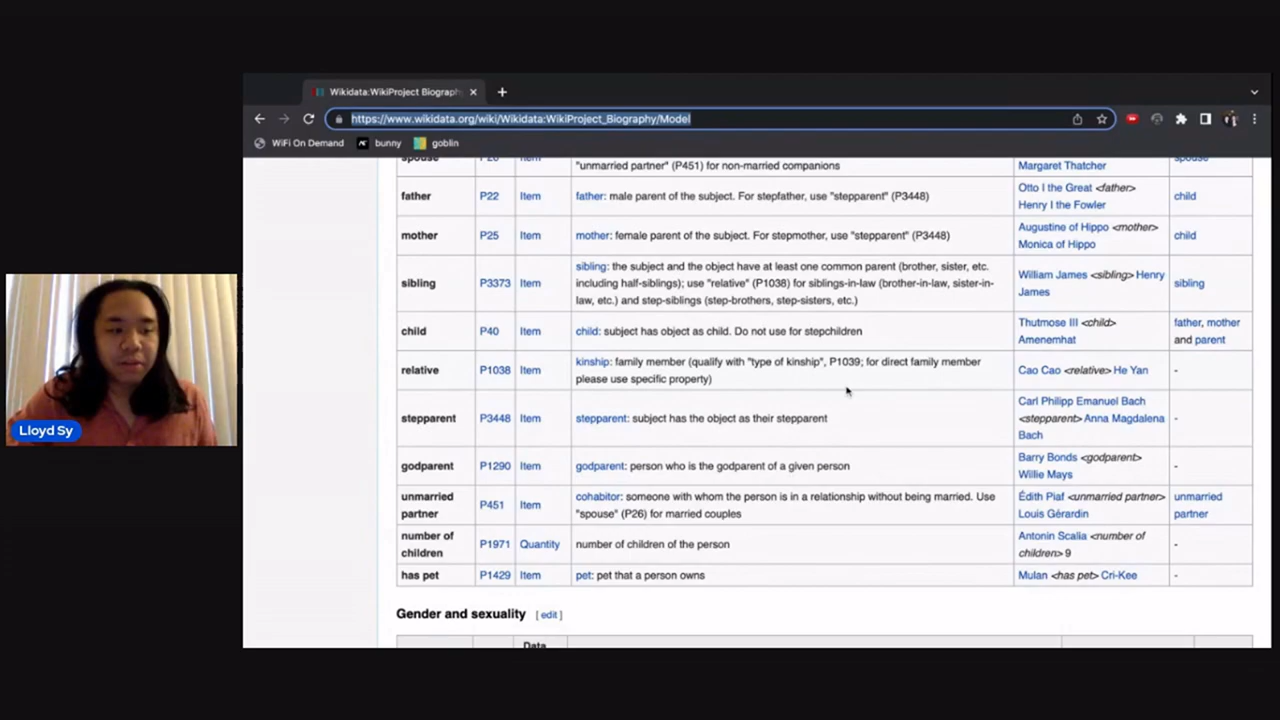 Wikidata:WikiProject Biograph
https://www.wikidata.org/wiki/Wikidata:WikiProject_Biography/Model
WiFi On Demand bunny goblin
spouse P26 Item "unmarried partner" (P451) for non-married companions Margaret Thatcher spouse
father P22 Item father: male parent of the subject. For stepfather, use "stepparent" (P3448) Otto I the Great <father> Henry I the Fowler child
mother P25 Item mother: female parent of the subject. For stepmother, use "stepparent" (P3448) Augustine of Hippo <mother> Monica of Hippo child
sibling P3373 Item sibling: the subject and the object have at least one common parent (brother, sister, etc.
including half-siblings); use "relative" (P1038) for siblings-in-law (brother-in-law, sister-in-
law, etc.) and step-siblings (step-brothers, step-sisters, etc.) William James <sibling> Henry
James sibling
child P40 Item child: subject has object as child. Do not use for stepchildren Thutmose III <child>
Amenemhat father, mother
and parent
relative P1038 Item kinship: family member (qualify with "type of kinship", P1039; for direct family member
please use specific property) Cao Cao <relative> He Yan -
stepparent P3448 Item stepparent: subject has the object as their stepparent Carl Philipp Emanuel Bach
<stepparent> Anna Magdalena
Bach -
godparent P1290 Item godparent: person who is the godparent of a given person Barry Bonds <godparent>
Willie Mays -
unmarried
partner P451 Item cohabitor: someone with whom the person is in a relationship without being married. Use
"spouse" (P26) for married couples Édith Piaf <unmarried partner>
Louis Gérardin unmarried
partner
number of
children P1971 Quantity number of children of the person Antonin Scalia <number of
children> 9 -
has pet P1429 Item pet: pet that a person owns Mulan <has pet> Cri-Kee -
Gender and sexuality [ edit ]
Data
Lloyd Sy